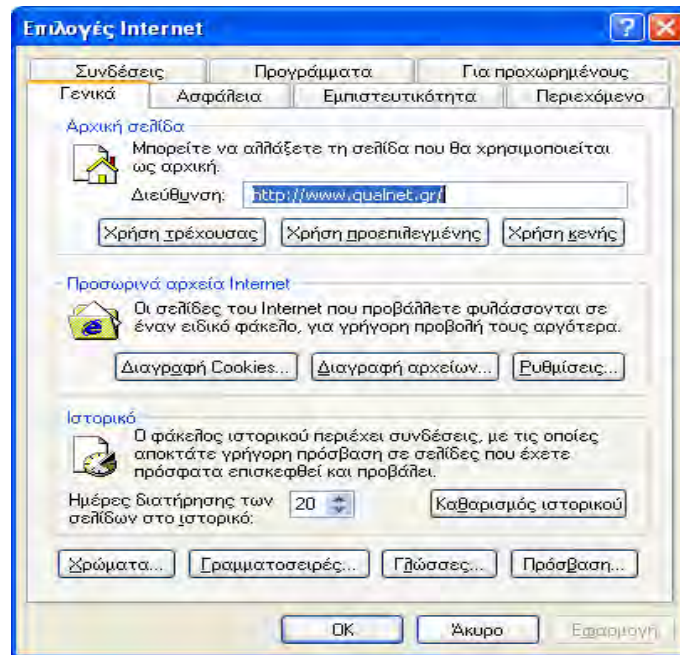 Επιλογές Internet
Συνδέσεις Προγράμματα Για προχωρημένους
Γενικά Ασφάλεια Εμπιστευτικότητα Περιεχόμενο
Αρχική σελίδα
Μπορείτε να αλλάξετε τη σελίδα που θα χρησιμοποιείται
ως αρχική.
Διεύθυνση: http://www.qualnet.gr/
Χρήση τρέχουσας Χρήση προεπιλεγμένης Χρήση κενής
Προσωρινά αρχεία Internet
Οι σελίδες του Internet που προβάλλετε φυλάσσονται σε
έναν ειδικό φάκελο, για γρήγορη προβολή τους αργότερα.
Διαγραφή Cookies... Διαγραφή αρχείων... Ρυθμίσεις...
Ιστορικό
Ο φάκελος ιστορικού περιέχει συνδέσεις, με τις οποίες
αποκτάτε γρήγορη πρόσβαση σε σελίδες που έχετε
πρόσφατα επισκεφθεί και προβάλει.
Ημέρες διατήρησης των
σελίδων στο ιστορικό: 20 Καθαρισμός ιστορικού
Χρώματα... Γραμματοσειρές... Γλώσσες... Πρόσβαση...
OK Άκυρο Εφαρμογή